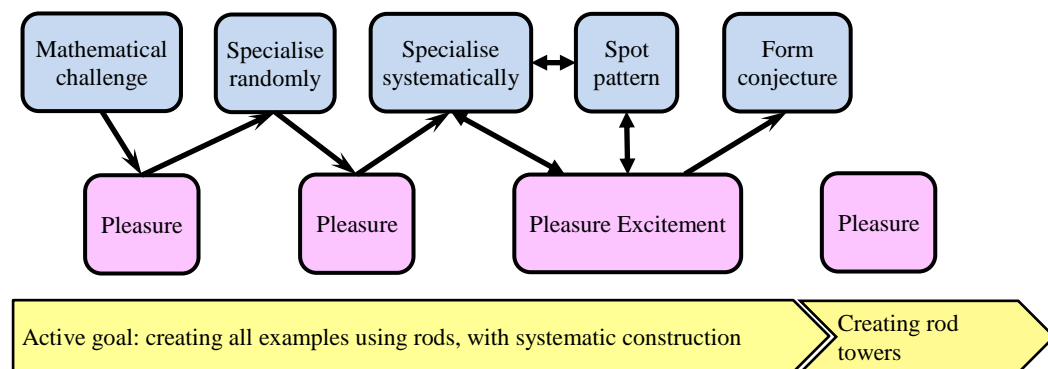 Mathematical
challenge
Specialise
randomly
Specialise
systematically
Spot
pattern
Form
conjecture
Pleasure
Pleasure
Pleasure Excitement
Pleasure
Active goal: creating all examples using rods, with systematic construction
Creating rod
towers